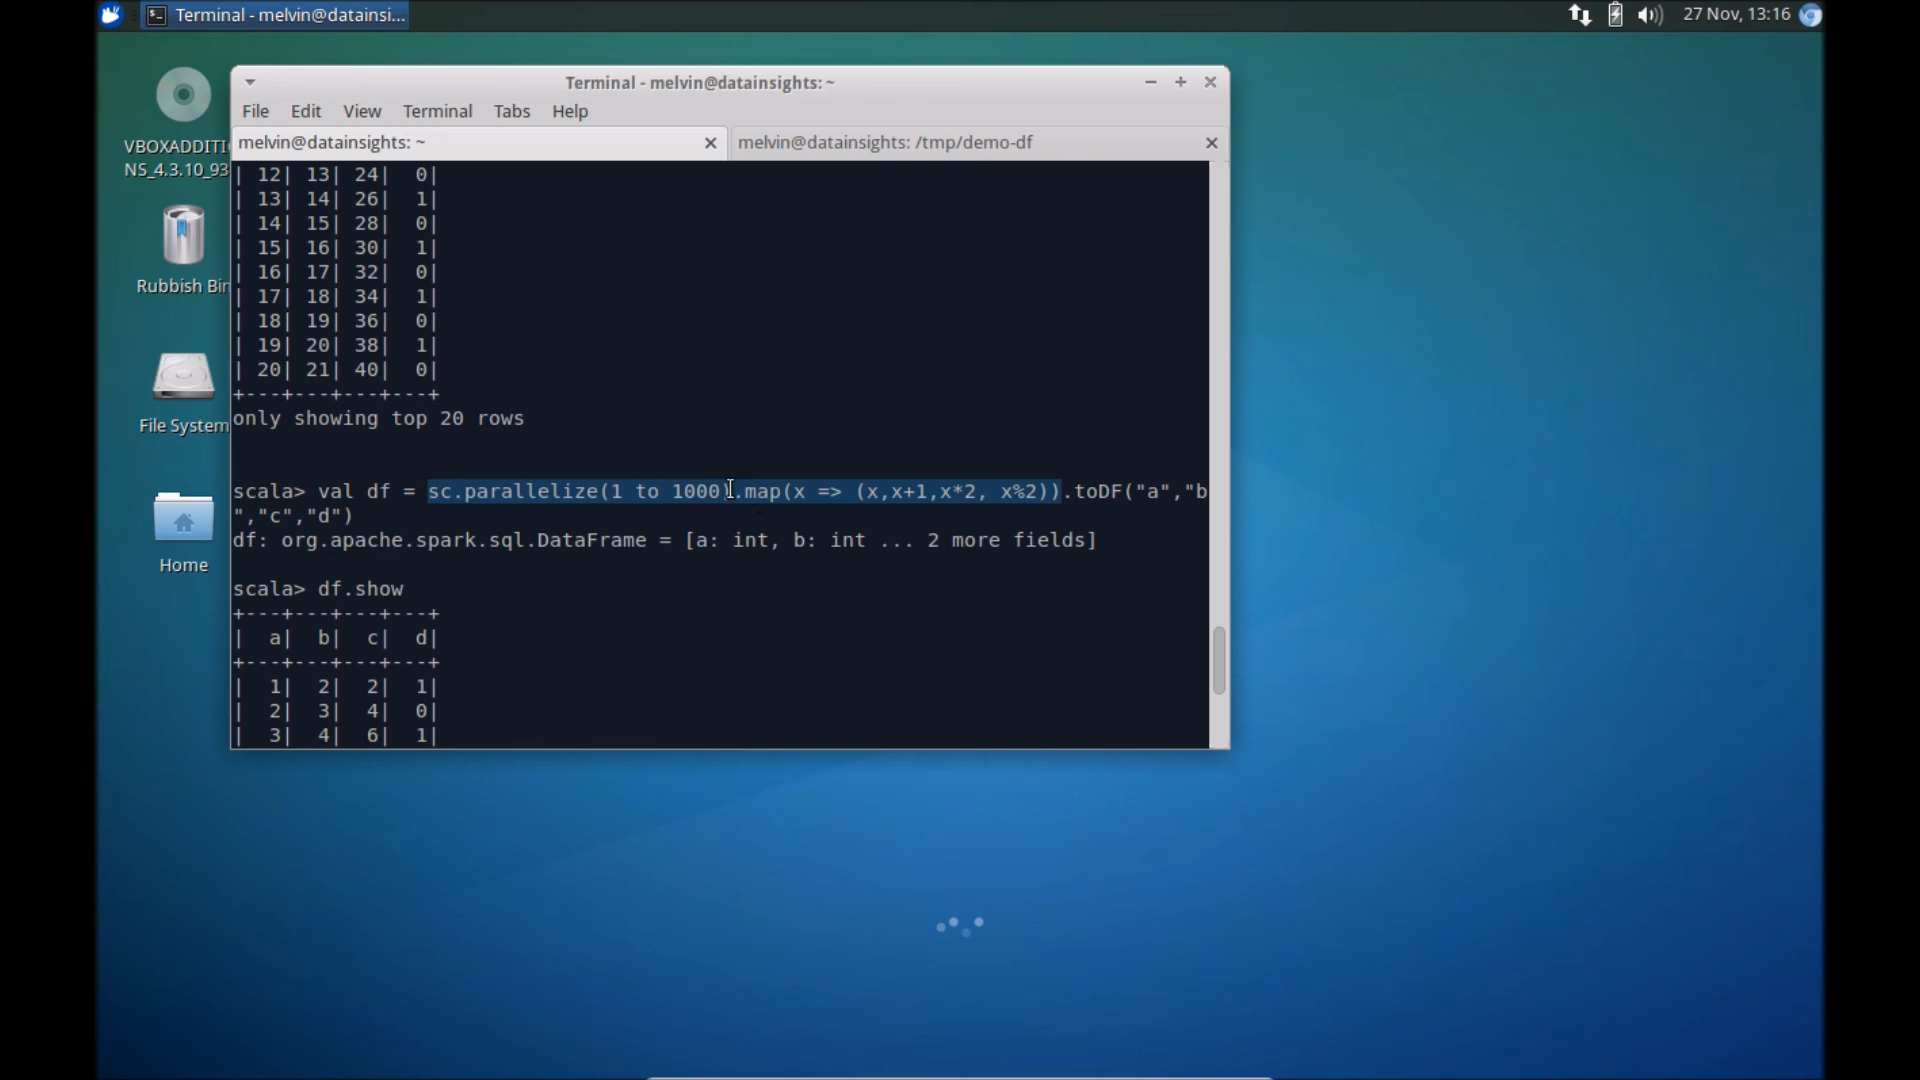 Terminal - melvin@datainsi...
27 Nov, 13:16
Terminal - melvin@datainsights: ~
File Edit View Terminal Tabs Help
melvin@datainsights: ~
melvin@datainsights: /tmp/demo-df
VBOXADDITI
NS_4.3.10_93
Rubbish Bin
File System
Home
| 12| 13| 24|  0|
| 13| 14| 26|  1|
| 14| 15| 28|  0|
| 15| 16| 30|  1|
| 16| 17| 32|  0|
| 17| 18| 34|  1|
| 18| 19| 36|  0|
| 19| 20| 38|  1|
| 20| 21| 40|  0|
+---+---+---+---+
only showing top 20 rows
scala> val df = sc.parallelize(1 to 1000).map(x => (x,x+1,x*2, x%2)).toDF("a","b
","c","d")
df: org.apache.spark.sql.DataFrame = [a: int, b: int ... 2 more fields]
scala> df.show
+---+---+---+---+
|  a|  b|  c|  d|
+---+---+---+---+
|  1|  2|  2|  1|
|  2|  3|  4|  0|
|  3|  4|  6|  1|